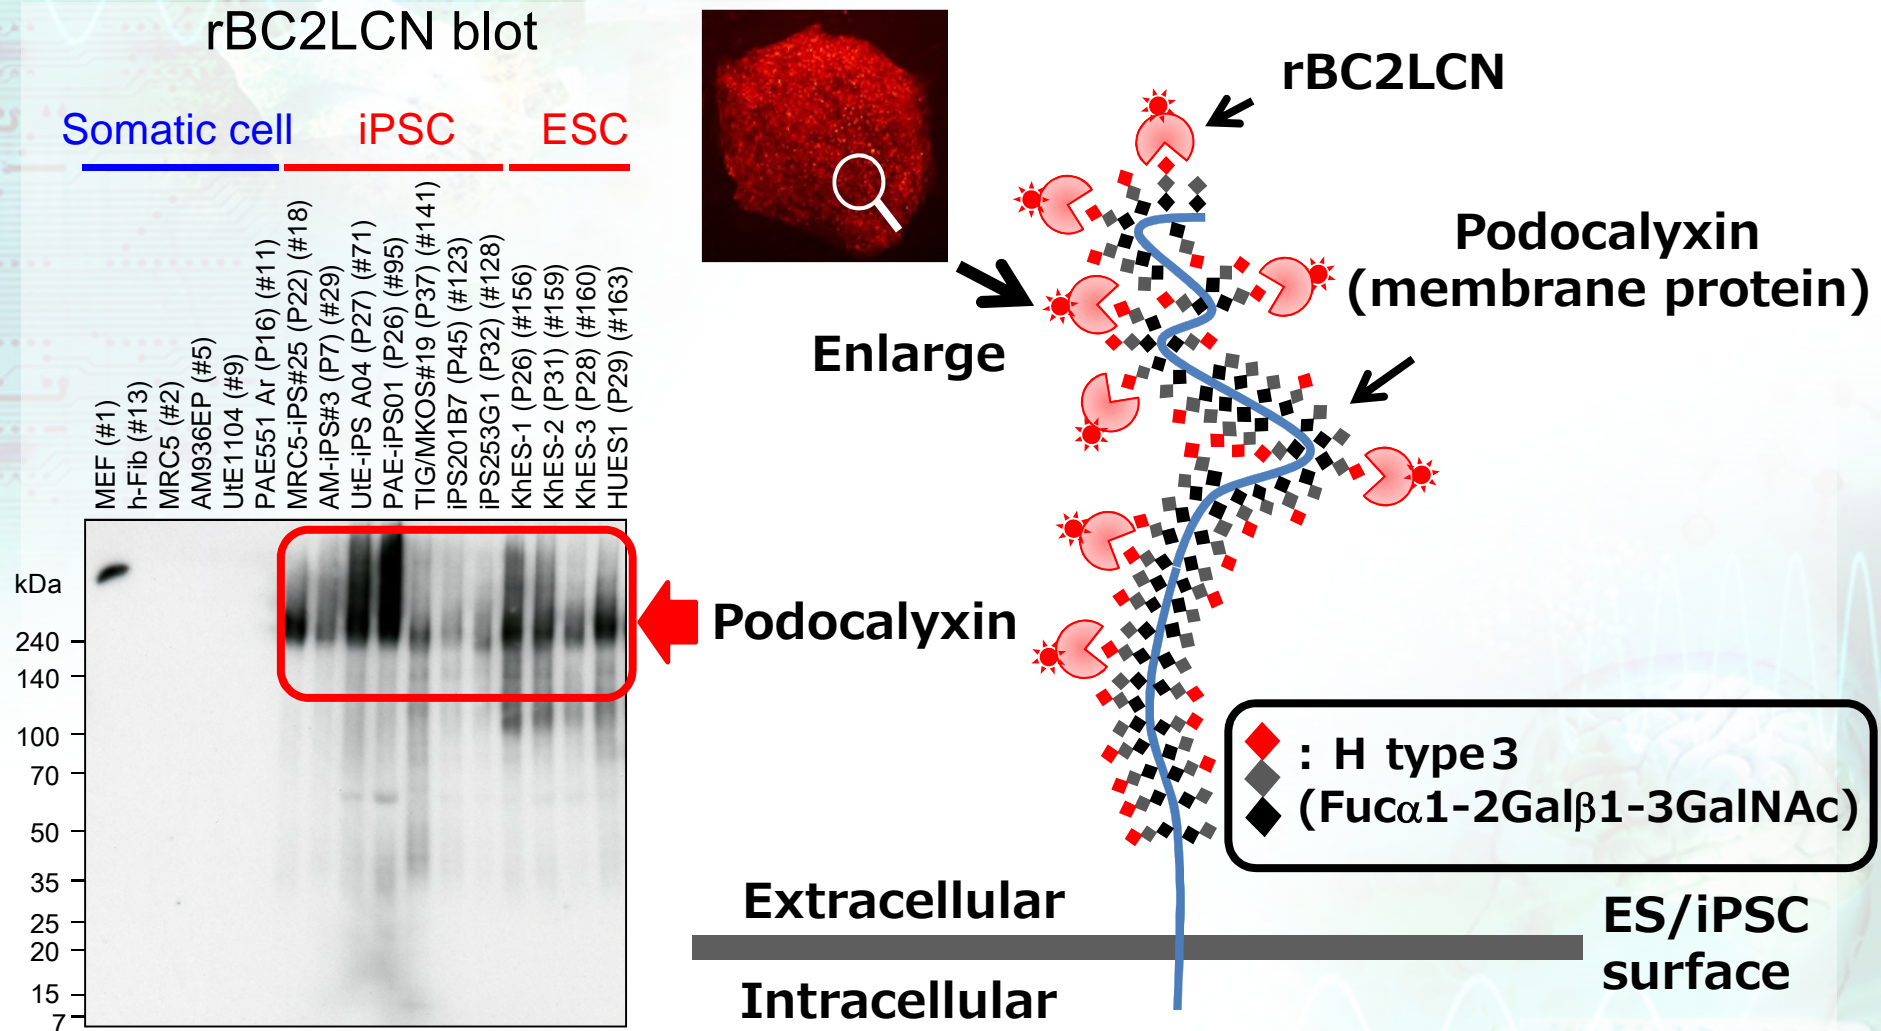 rBC2LCN blot
Somatic cell
iPSC
ESC
MEF (#1)
h-Fib (#13)
MRC5 (#2)
AM936EP (#5)
UtE1104 (#9)
PAE551 Ar (P16) (#11)
MRC5-iPS#25 (P22) (#18)
AM-iPS#3 (P7) (#29)
UtE-iPS A04 (P27) (#71)
PAE-iPS01 (P26) (#95)
TIG/MKOS#19 (P37) (#141)
iPS201B7 (P45) (#123)
iPS253G1 (P32) (#128)
KhES-1 (P26) (#156)
KhES-2 (P31) (#159)
KhES-3 (P28) (#160)
HUES1 (P29) (#163)
kDa
240
140
100
70
50
35
25
20
15
7
Podocalyxin
Enlarge
rBC2LCN
Podocalyxin
(membrane protein)
: H type3
(Fucα1-2Galβ1-3GalNAc)
Extracellular
Intracellular
ES/iPSC
surface